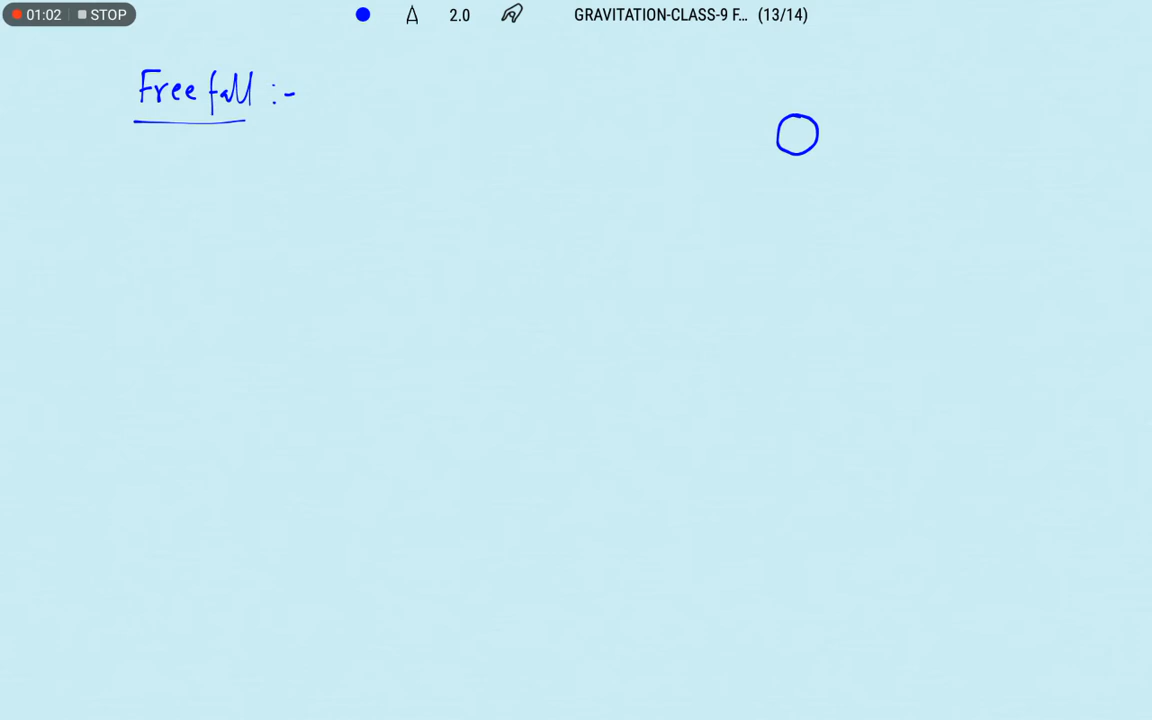 01:02 STOP 2.0 GRAVITATION-CLASS-9 F... (13/14)
Free fall :-